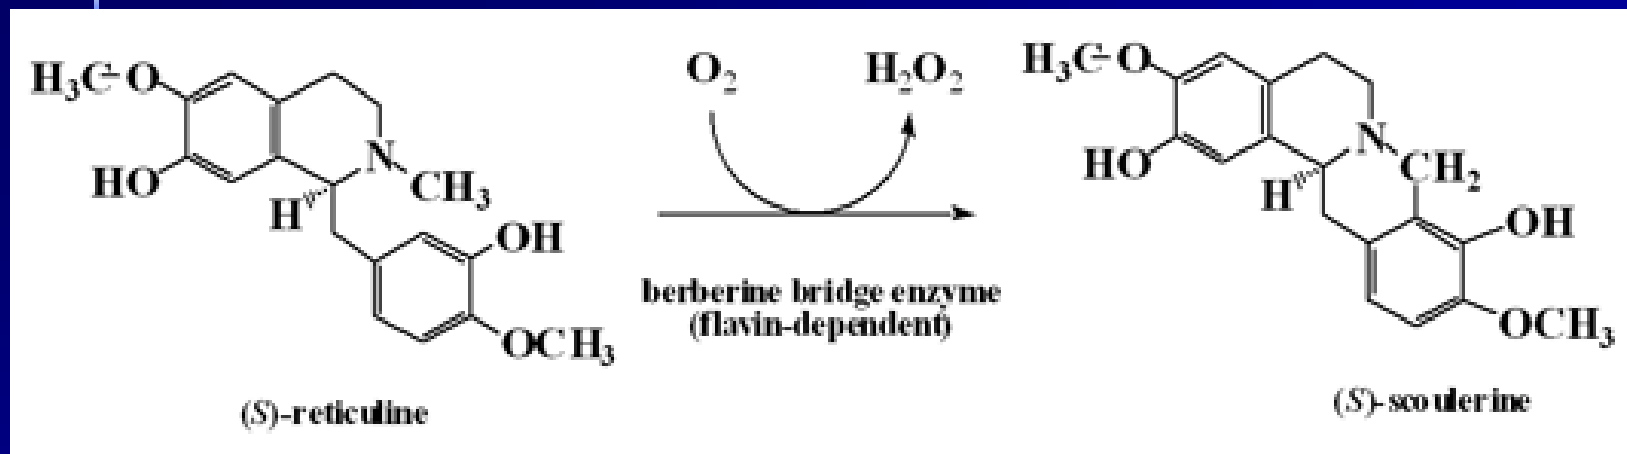 H₃C-O
HO
H
N
CH₃
OH
OCH₃
(S)-reticuline
O₂
H₂O₂
berberine bridge enzyme
(flavin-dependent)
H₃C-O
HO
H
N
CH₂
OH
OCH₃
(S)-scoulerine